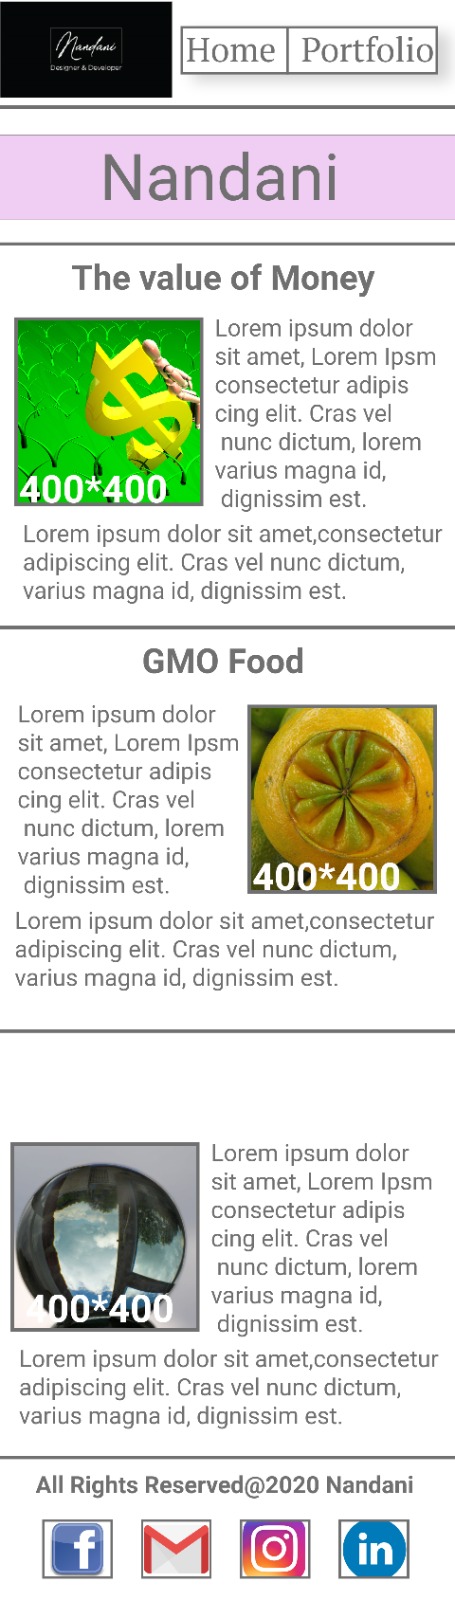 Nandani
Designer & Developer
Home
Portfolio
Nandani
The value of Money
400*400
Lorem ipsum dolor
sit amet, Lorem Ipsm
consectetur adipis
cing elit. Cras vel
nunc dictum, lorem
varius magna id,
dignissim est.
Lorem ipsum dolor sit amet,consectetur
adipiscing elit. Cras vel nunc dictum,
varius magna id, dignissim est.
GMO Food
Lorem ipsum dolor
sit amet, Lorem Ipsm
consectetur adipis
cing elit. Cras vel
nunc dictum, lorem
varius magna id,
dignissim est.
400*400
Lorem ipsum dolor sit amet,consectetur
adipiscing elit. Cras vel nunc dictum,
varius magna id, dignissim est.
400*400
Lorem ipsum dolor
sit amet, Lorem Ipsm
consectetur adipis
cing elit. Cras vel
nunc dictum, lorem
varius magna id,
dignissim est.
Lorem ipsum dolor sit amet,consectetur
adipiscing elit. Cras vel nunc dictum,
varius magna id, dignissim est.
All Rights Reserved@2020 Nandani
f
in